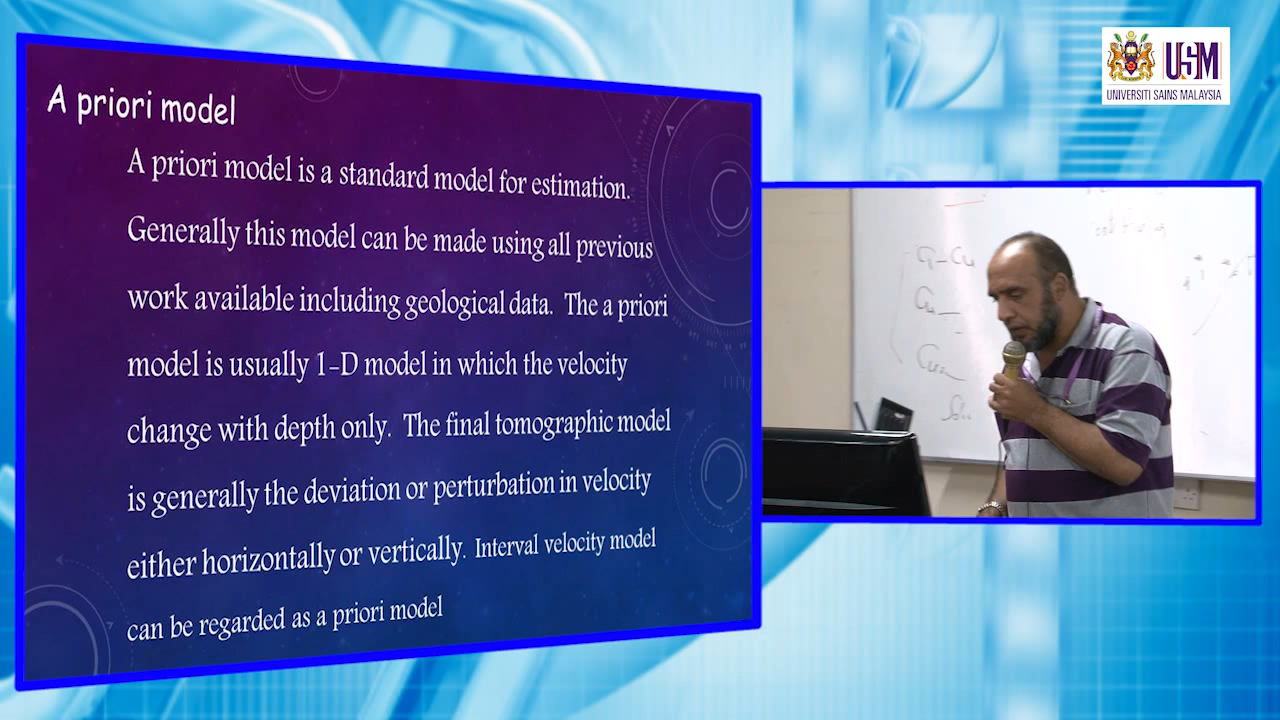 A priori model
A priori model is a standard model for estimation.
Generally this model can be made using all previous
work available including geological data. The a priori
model is usually 1-D model in which the velocity
change with depth only. The final tomographic model
is generally the deviation or perturbation in velocity
either horizontally or vertically. Interval velocity model
can be regarded as a priori model
USM
UNIVERSITI SAINS MALAYSIA